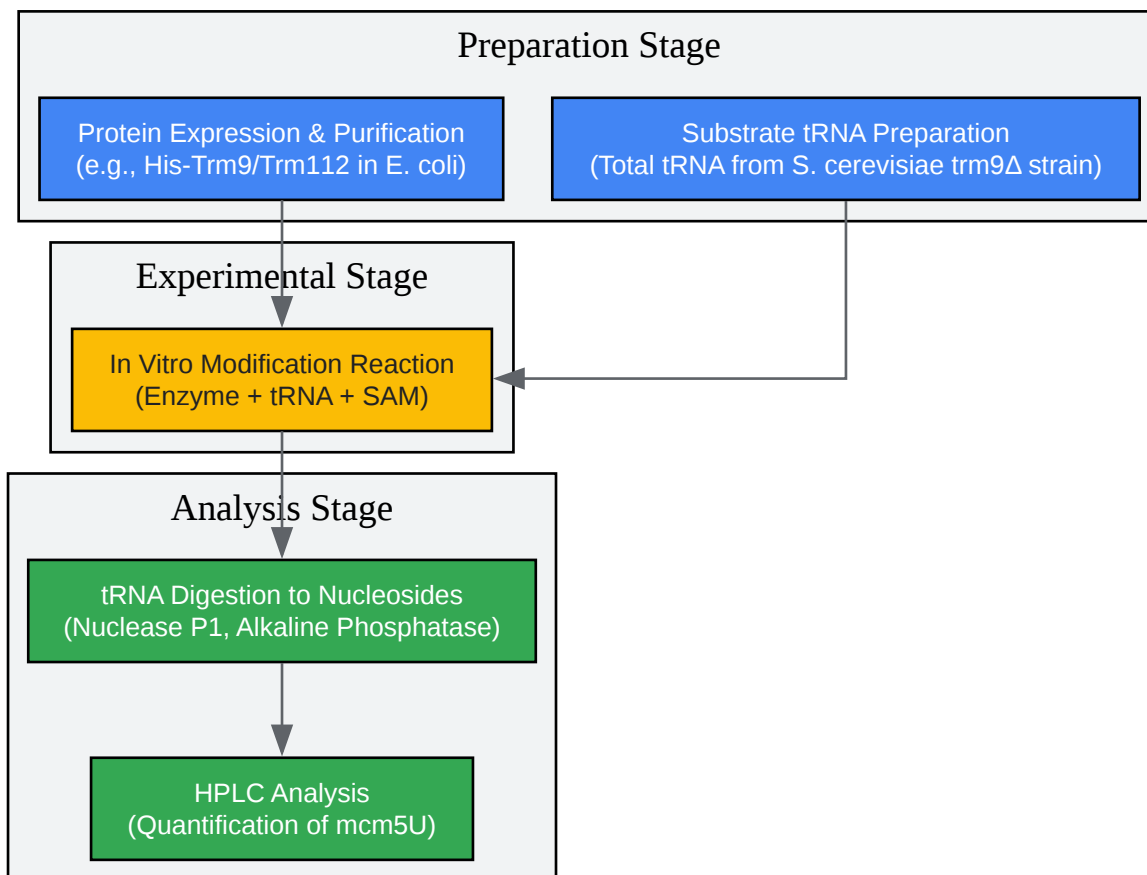 Preparation Stage
Protein Expression & Purification
(e.g., His-Trm9/Trm112 in E. coli)
Substrate tRNA Preparation
(Total tRNA from S. cerevisiae trm9Δ strain)
Experimental Stage
In Vitro Modification Reaction
(Enzyme + tRNA + SAM)
Analysis Stage
tRNA Digestion to Nucleosides
(Nuclease P1, Alkaline Phosphatase)
HPLC Analysis
(Quantification of mcm5U)